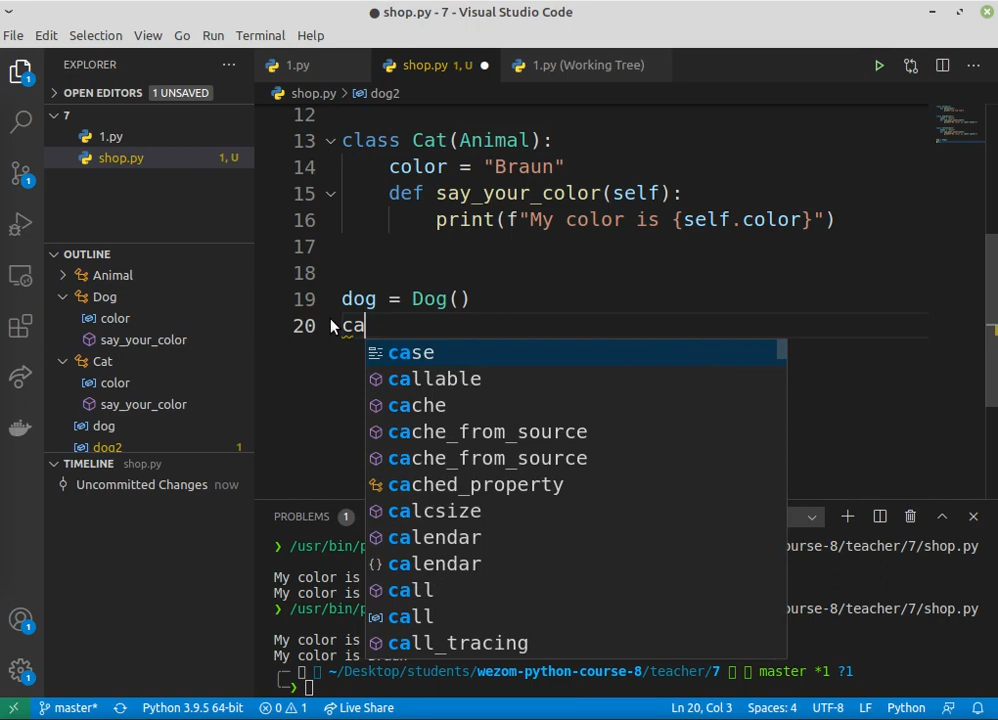 shop.py - 7 - Visual Studio Code
File Edit Selection View Go Run Terminal Help
EXPLORER
1.py
shop.py 1, U
1.py (Working Tree)
OPEN EDITORS 1 UNSAVED
shop.py > dog2
7
1.py
shop.py 1, U
12
13 class Cat(Animal):
14 color = "Braun"
15 def say_your_color(self):
16 print(f"My color is {self.color}")
17
18
19 dog = Dog()
20 ca
OUTLINE
Animal
Dog
color
say_your_color
Cat
color
say_your_color
dog
dog2 1
TIMELINE shop.py
Uncommitted Changes now
case
callable
cache
cache_from_source
cache_from_source
cached_property
calcsize
calendar
calendar
call
call
call_tracing
PROBLEMS 1
❯ /usr/bin/p ourse-8/teacher/7/shop.py
My color is
My color is
❯ /usr/bin/p ourse-8/teacher/7/shop.py
My color is
My color is
~/Desktop/students/wezom-python-course-8/teacher/7 master *1 ?1
❯
master* Python 3.9.5 64-bit 0 1 Live Share Ln 20, Col 3 Spaces: 4 UTF-8 LF Python